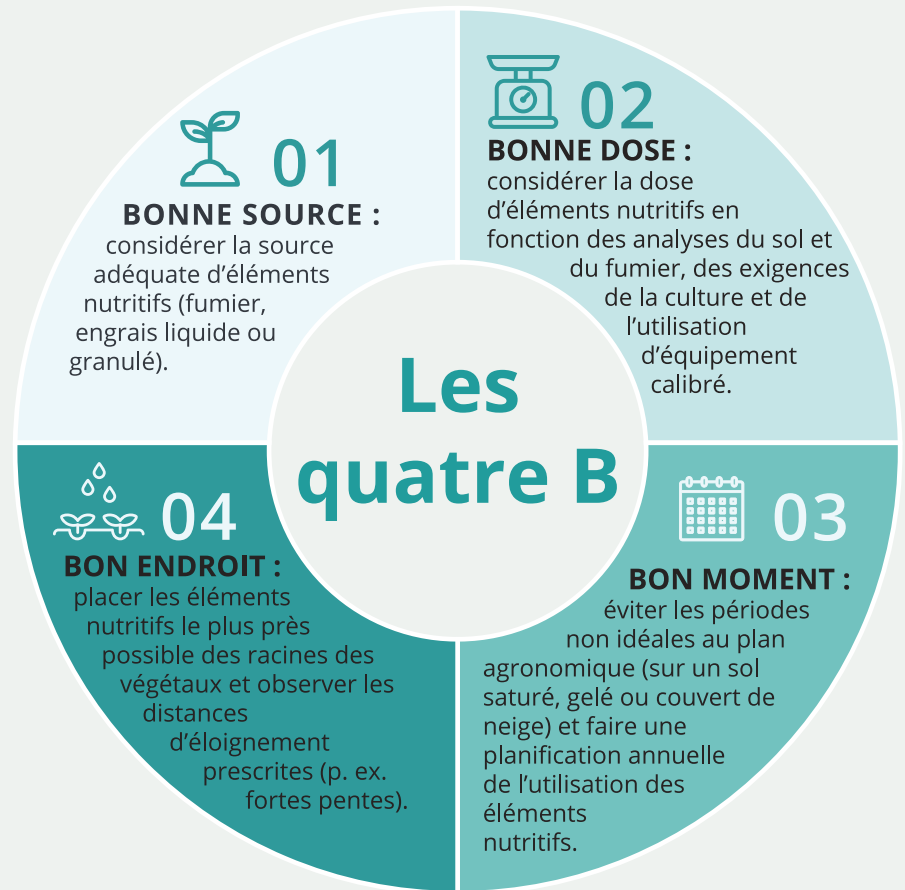 Les
quatre B
01
BONNE SOURCE :
considérer la source
adéquate d’éléments
nutritifs (fumier,
engrais liquide ou
granulé).
02
BONNE DOSE :
considérer la dose
d’éléments nutritifs en
fonction des analyses du sol et
du fumier, des exigences
de la culture et de
l’utilisation
d’équipement
calibré.
03
BON MOMENT :
éviter les périodes
non idéales au plan
agronomique (sur un sol
saturé, gelé ou couvert de
neige) et faire une
planification annuelle
de l’utilisation des
éléments
nutritifs.
04
BON ENDROIT :
placer les éléments
nutritifs le plus près
possible des racines des
végétaux et observer les
distances
d’éloignement
prescrites (p. ex.
fortes pentes).